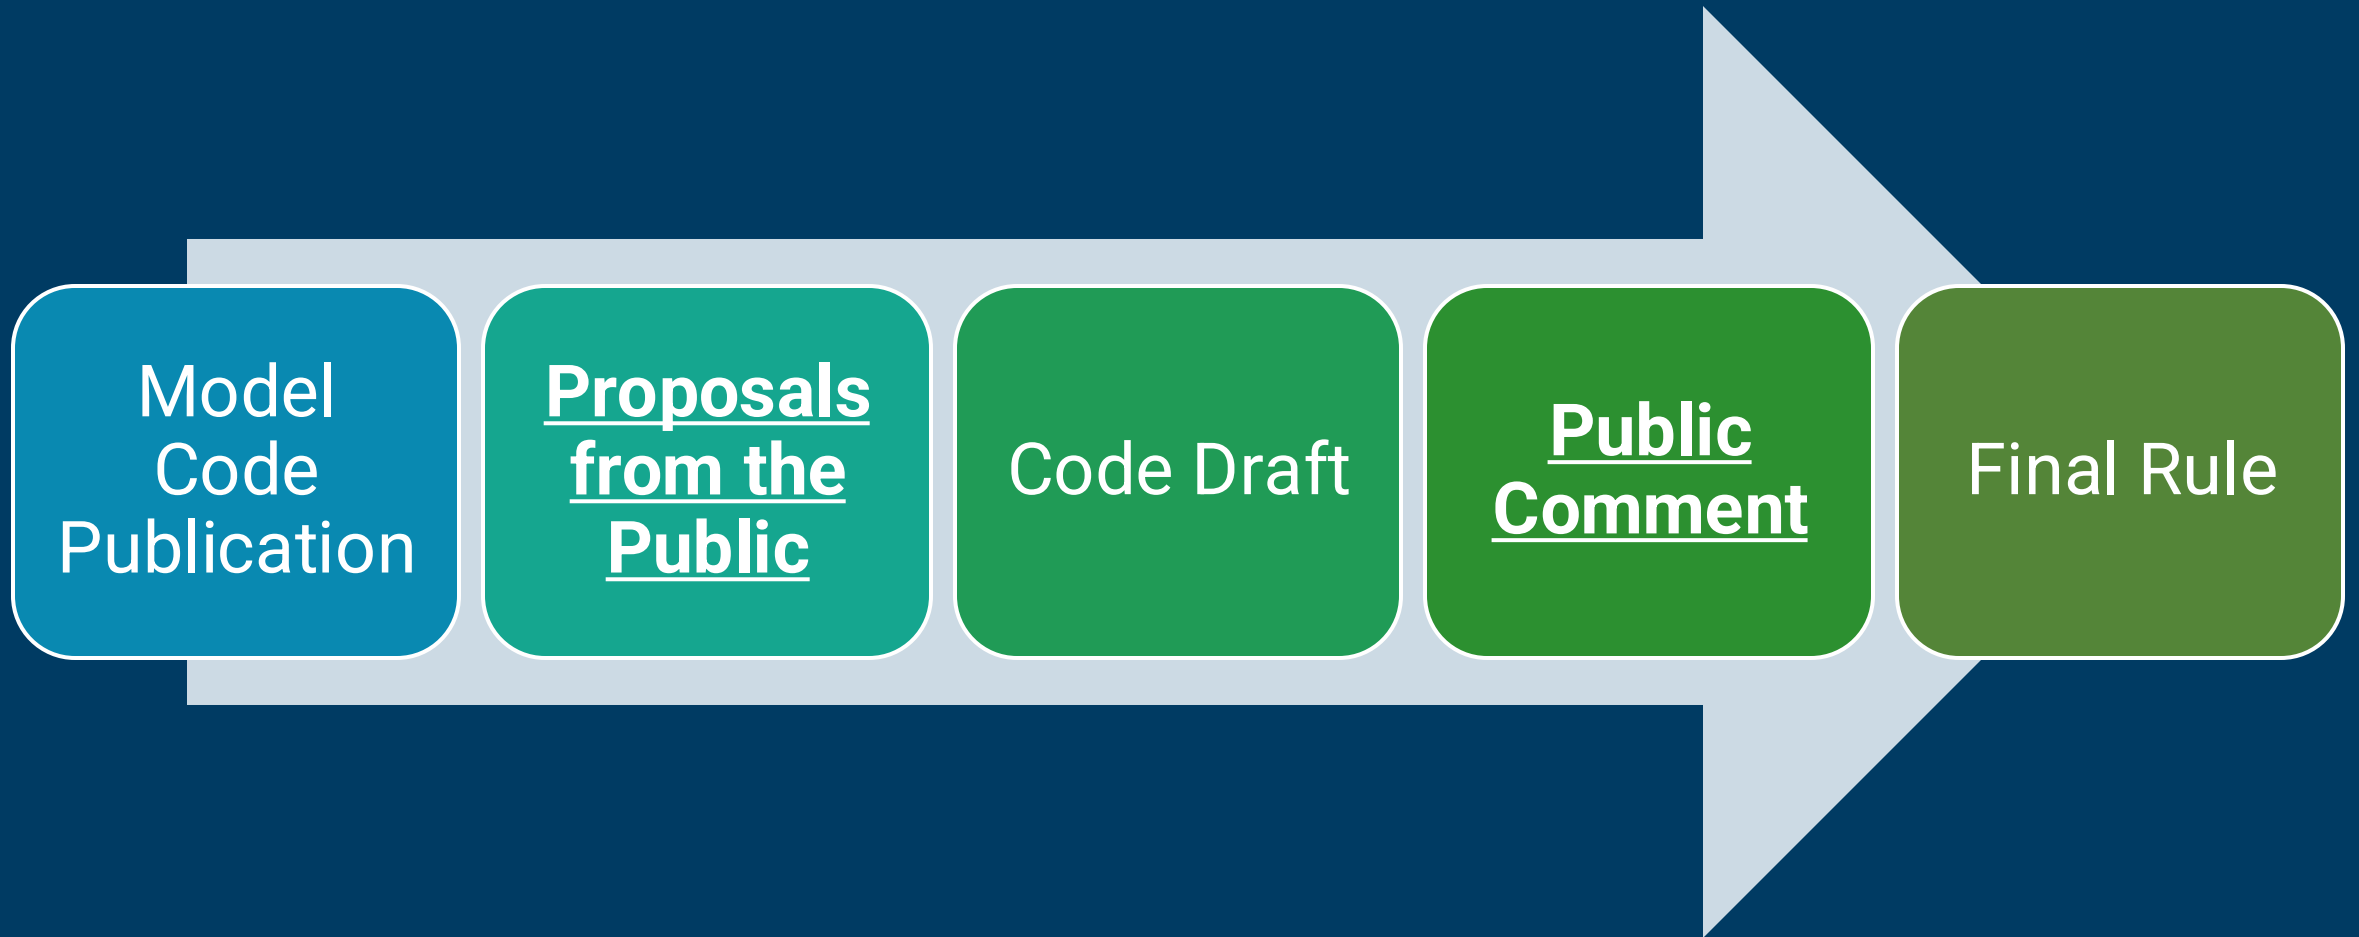 Model
Code
Publication
Proposals
from the
Public
Code Draft
Public
Comment
Final Rule